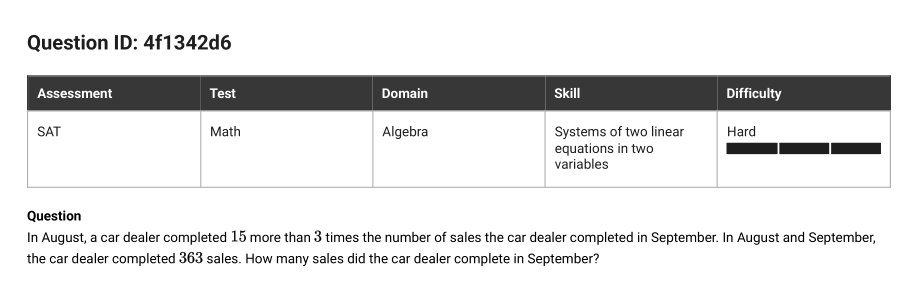 Question ID: 4f1342d6
Assessment Test Domain Skill Difficulty
SAT Math Algebra Systems of two linear Hard
equations in two
variables
Question
In August, a car dealer completed 15 more than 3 times the number of sales the car dealer completed in September. In August and September,
the car dealer completed 363 sales. How many sales did the car dealer complete in September?